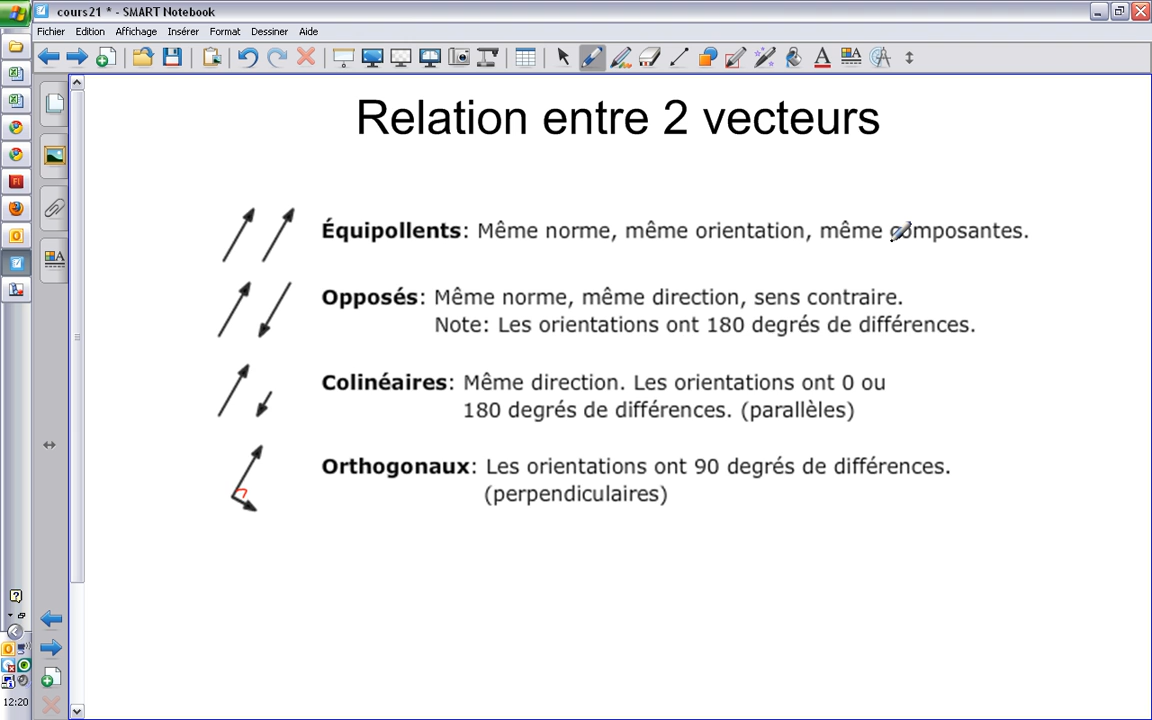 cours21 * - SMART Notebook
Fichier Edition Affichage Insérer Format Dessiner Aide
Relation entre 2 vecteurs
Équipollents: Même norme, même orientation, même composantes.
Opposés: Même norme, même direction, sens contraire.
Note: Les orientations ont 180 degrés de différences.
Colinéaires: Même direction. Les orientations ont 0 ou
180 degrés de différences. (parallèles)
Orthogonaux: Les orientations ont 90 degrés de différences.
(perpendiculaires)
12:20